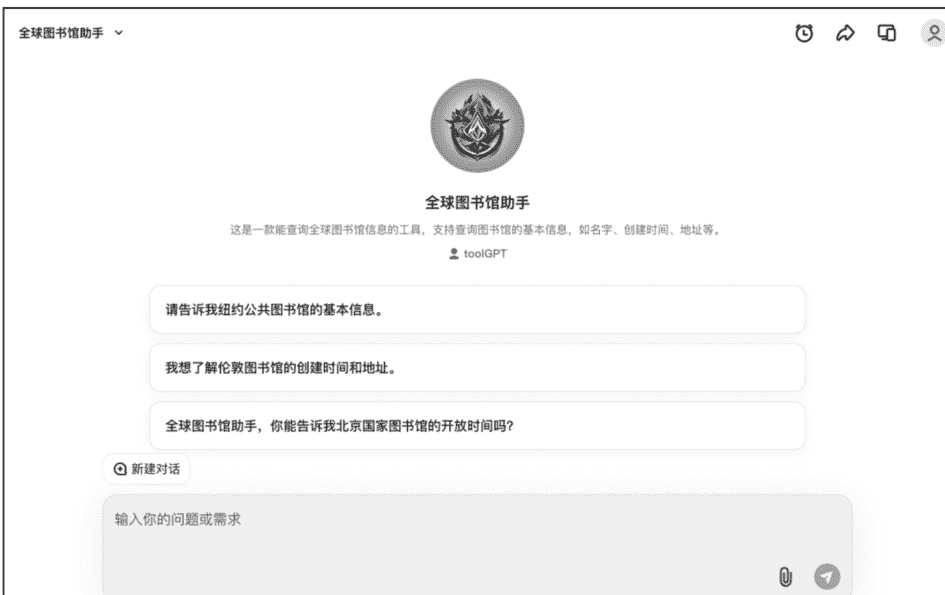 全球图书馆助手
全球图书馆助手
这是一款能查询全球图书馆信息的工具，支持查询图书馆的基本信息，如名字、创建时间、地址等。
toolGPT
请告诉我纽约公共图书馆的基本信息。
我想了解伦敦图书馆的创建时间和地址。
全球图书馆助手，你能告诉我北京国家图书馆的开放时间吗？
新建对话
输入你的问题或需求